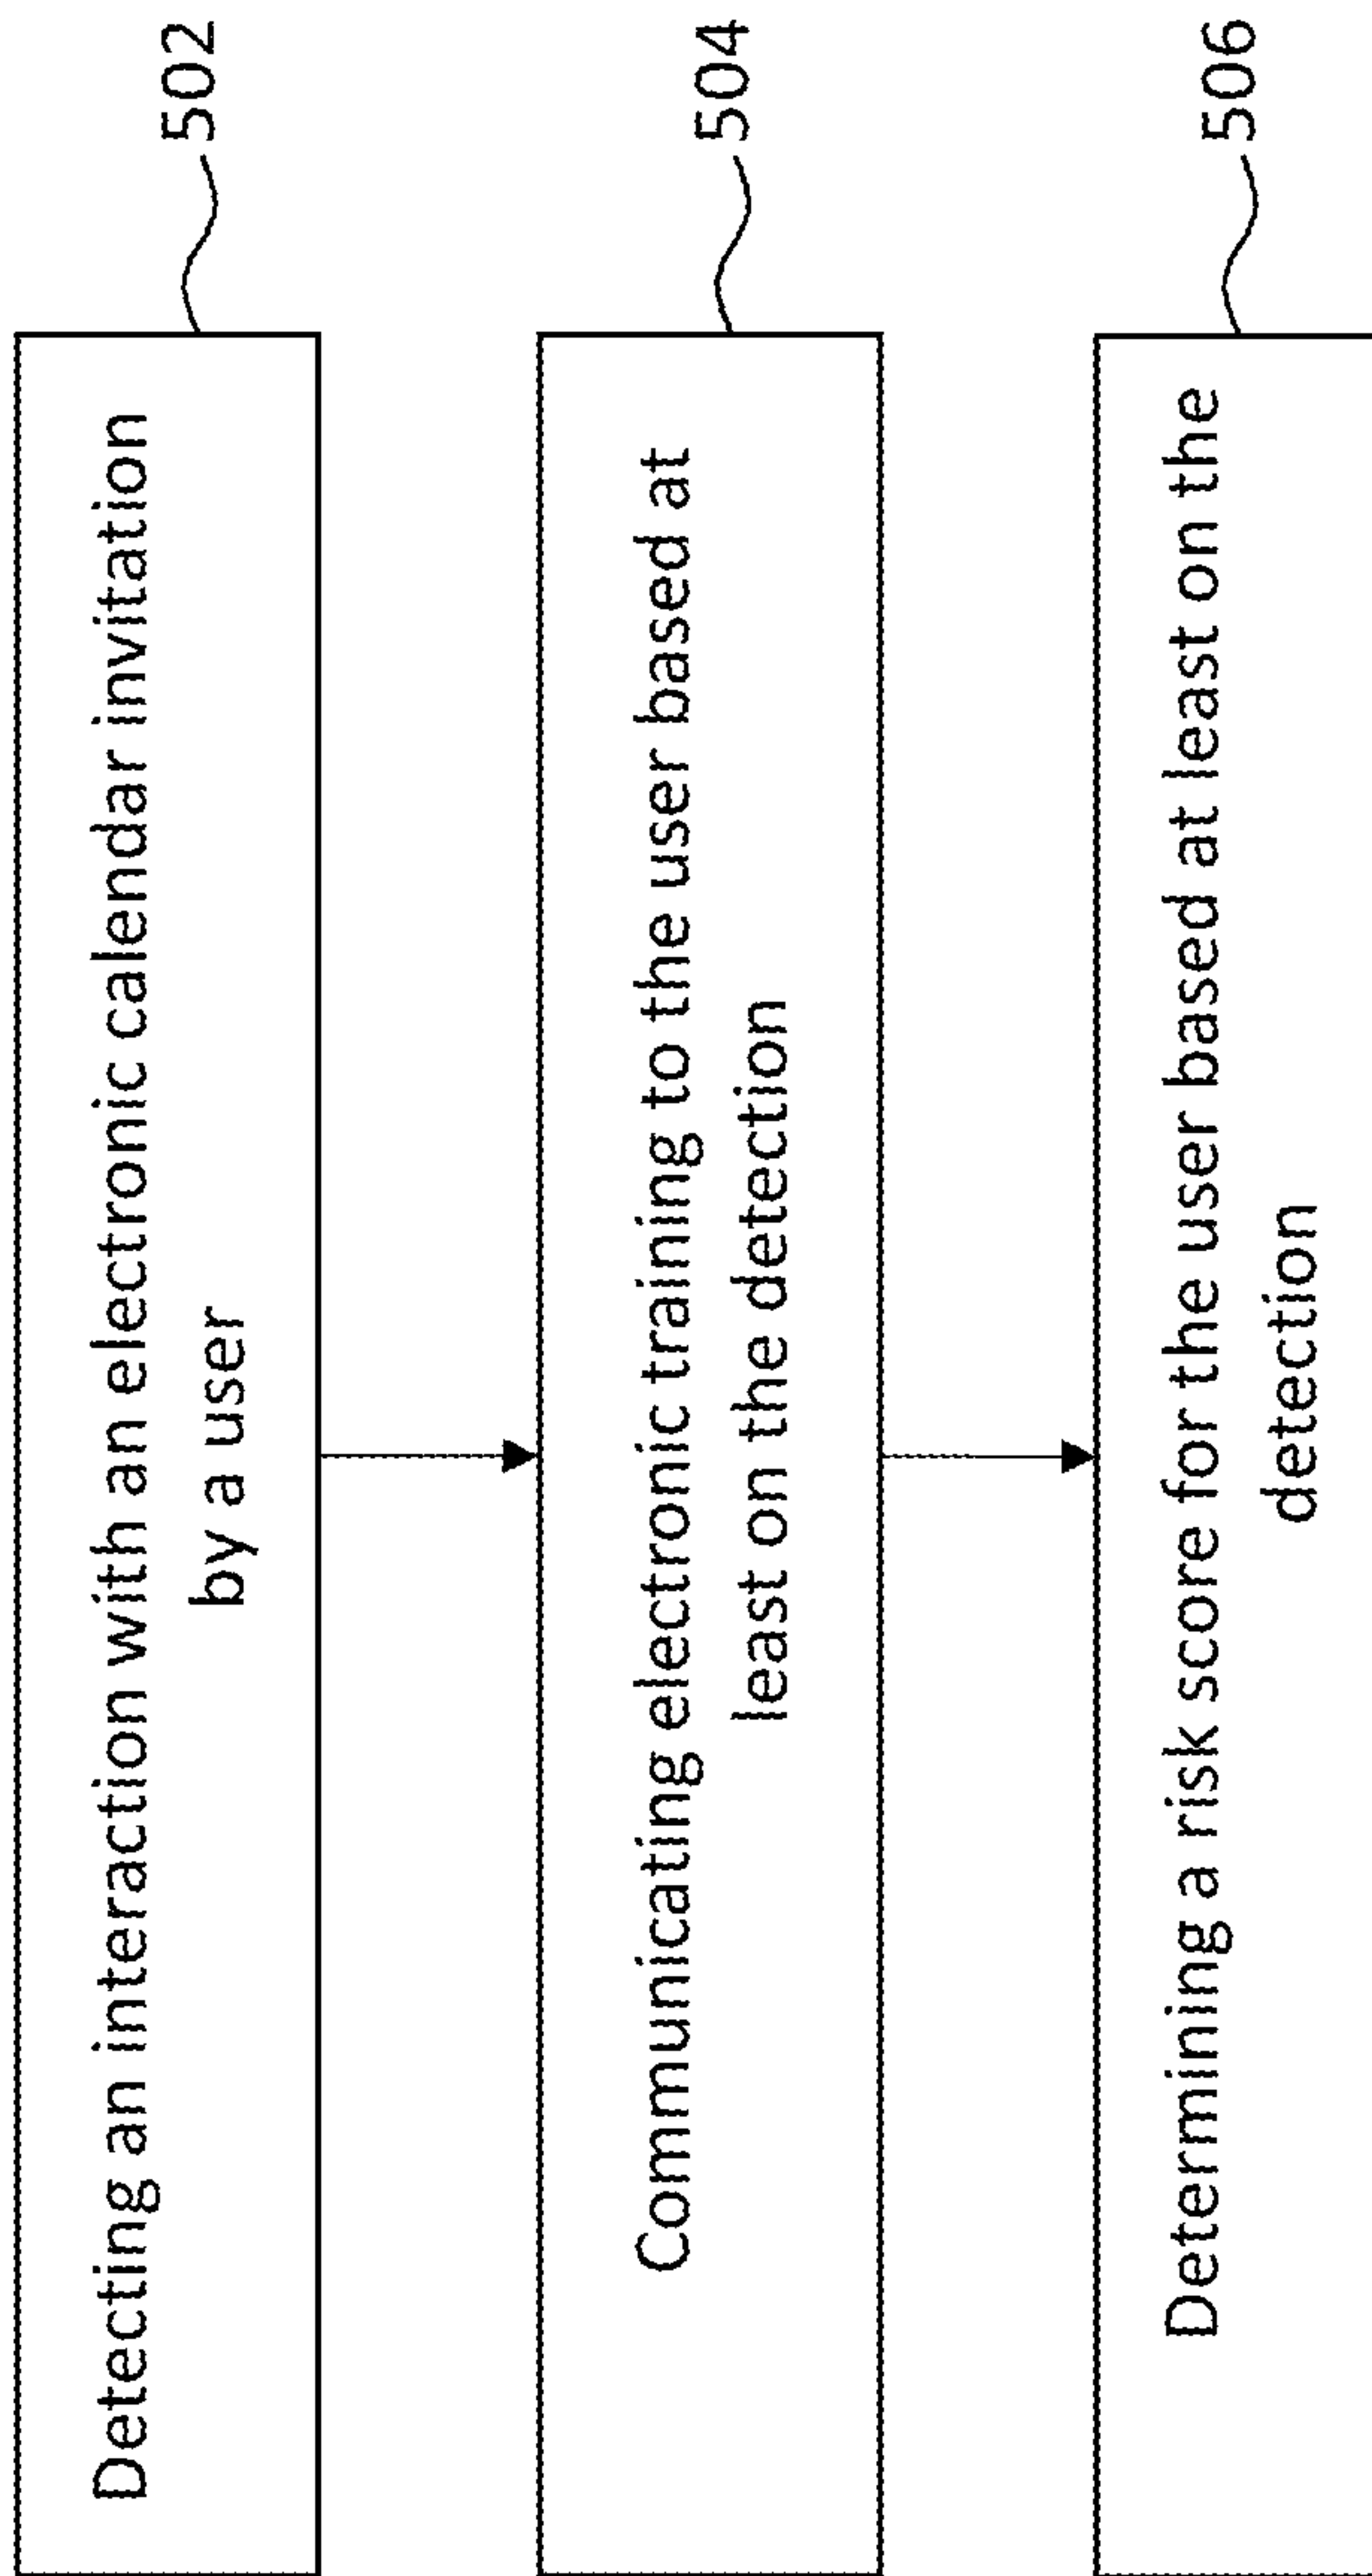 Detecting an interaction with an electronic calendar invitation
by a user
502
Communicating electronic training to the user based at
least on the detection
504
Determining a risk score for the user based at least on the
detection
506